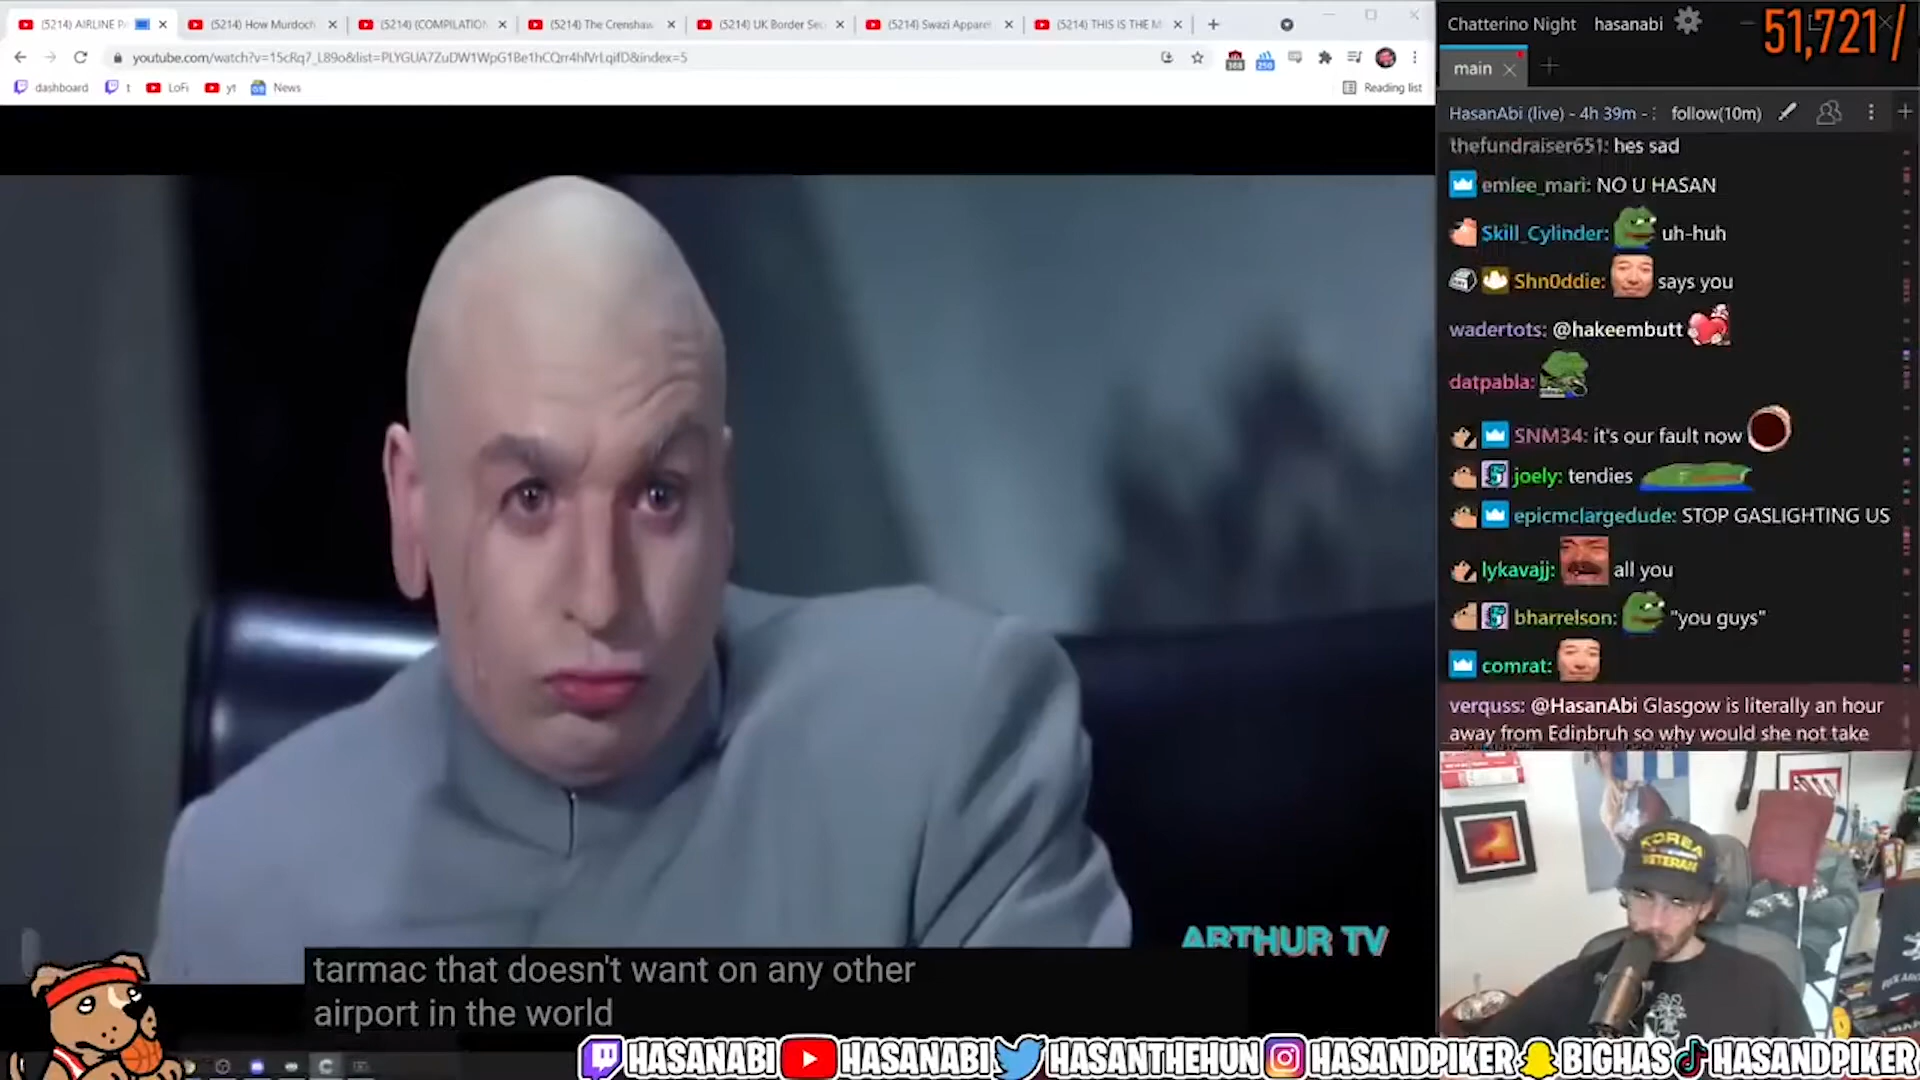 (5214) AIRLINE P
(5214) How Murdoch
(5214) (COMPILATION
(5214) The Crenshaw
(5214) UK Border Sec
(5214) Swazi Appare
(5214) THIS IS THE M
youtube.com/watch?v=15cRq7_L89o&list=PLYGUA7ZuDW1WpG1Be1hCQrr4hlVrLqifD&index=5
dashboard
t
LoFi
yt
News
Reading list
ARTHUR TV
tarmac that doesn't want on any other
airport in the world
Chatterino Night hasanabi
51,721 /
main
HasanAbi (live) - 4h 39m - follow(10m)
thefundraiser651: hes sad
emlee_mari: NO U HASAN
Skill_Cylinder: uh-huh
Shn0ddie: says you
wadertots: @hakeembutt
datpabla:
SNM34: it's our fault now
joely: tendies
epicmclargedude: STOP GASLIGHTING US
lykavajj: all you
bharrelson: "you guys"
comrat:
verquss: @HasanAbi Glasgow is literally an hour
away from Edinbruh so why would she not take
KOREA
VETERAN
HASANABI HASANABI HASANTHEHUN HASANDPIKER BIGHAS HASANDPIKER